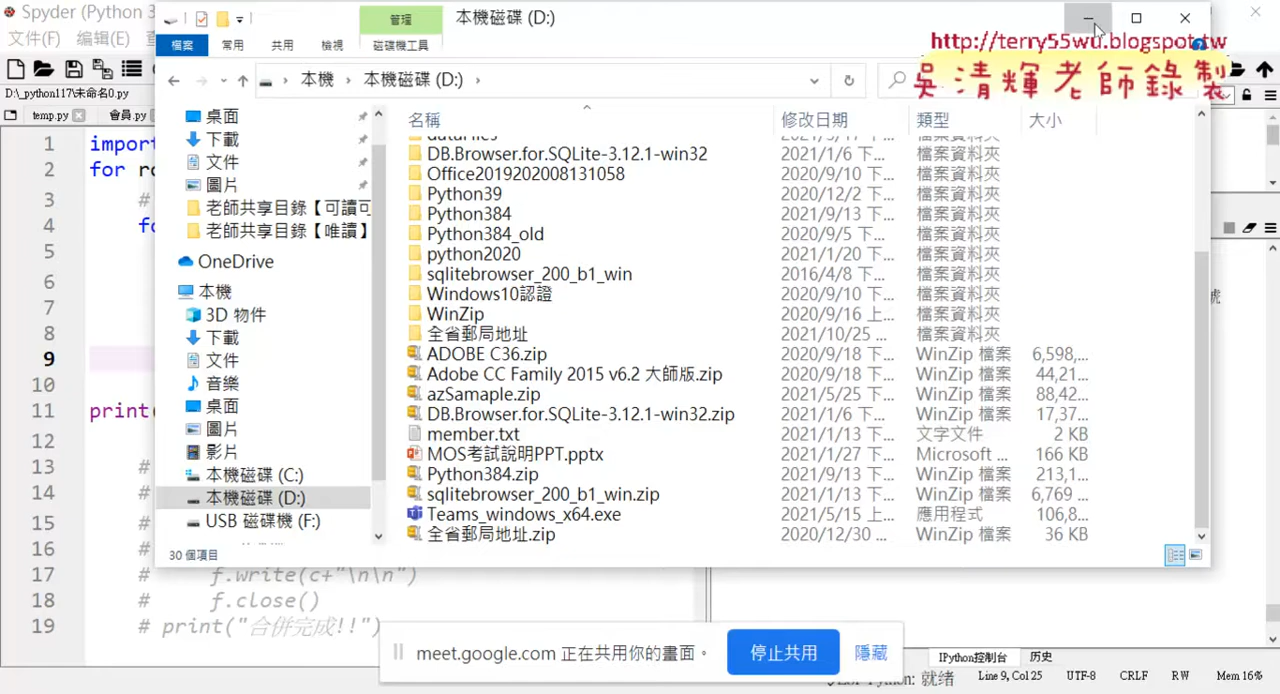 Spyder (Python 3
文件(F) 编辑(E)
D:\_python117\未命名0.py
temp.py 會員.py
1 import
2 for ro
3 #
4 fo
5
6
7
8
9
10
11 print(
12
13 #
14 #
15 #
16 #
17 # f.write(c+"\n\n")
18 # f.close()
19 # print("合併完成!!")
管理 本機磁碟 (D:)
檔案 常用 共用 檢視 磁碟機工具
http://terry55wu.blogspot.tw
吳清輝老師錄製
本機 本機磁碟 (D:)
桌面
下載
文件
圖片
老師共享目錄【可讀可
老師共享目錄【唯讀】
OneDrive
本機
3D 物件
下載
文件
音樂
桌面
圖片
影片
本機磁碟 (C:)
本機磁碟 (D:)
USB 磁碟機 (F:)
30 個項目
名稱 修改日期 類型 大小
DB.Browser.for.SQLite-3.12.1-win32 2021/1/6 下... 檔案資料夾
Office2019202008131058 2020/9/10 下... 檔案資料夾
Python39 2020/12/2 下... 檔案資料夾
Python384 2021/9/13 下... 檔案資料夾
Python384_old 2020/9/5 下... 檔案資料夾
python2020 2021/1/20 下... 檔案資料夾
sqlitebrowser_200_b1_win 2016/4/8 下... 檔案資料夾
Windows10認證 2020/9/10 下... 檔案資料夾
WinZip 2020/9/16 上... 檔案資料夾
全省郵局地址 2021/10/25 ... 檔案資料夾
ADOBE C36.zip 2020/9/18 下... WinZip 檔案 6,598,...
Adobe CC Family 2015 v6.2 大師版.zip 2020/9/18 下... WinZip 檔案 44,21...
azSamaple.zip 2021/5/25 下... WinZip 檔案 88,42...
DB.Browser.for.SQLite-3.12.1-win32.zip 2021/1/6 下... WinZip 檔案 17,37...
member.txt 2021/1/13 下... 文字文件 2 KB
MOS考試說明PPT.pptx 2021/1/27 下... Microsoft ... 166 KB
Python384.zip 2021/9/13 下... WinZip 檔案 213,1...
sqlitebrowser_200_b1_win.zip 2021/1/13 下... WinZip 檔案 6,769 ...
Teams_windows_x64.exe 2021/5/15 上... 應用程式 106,8...
全省郵局地址.zip 2020/12/30 ... WinZip 檔案 36 KB
meet.google.com 正在共用你的畫面。 停止共用 隱藏
IPython控制台 历史
Python: 就绪 Line 9, Col 25 UTF-8 CRLF RW Mem 16%